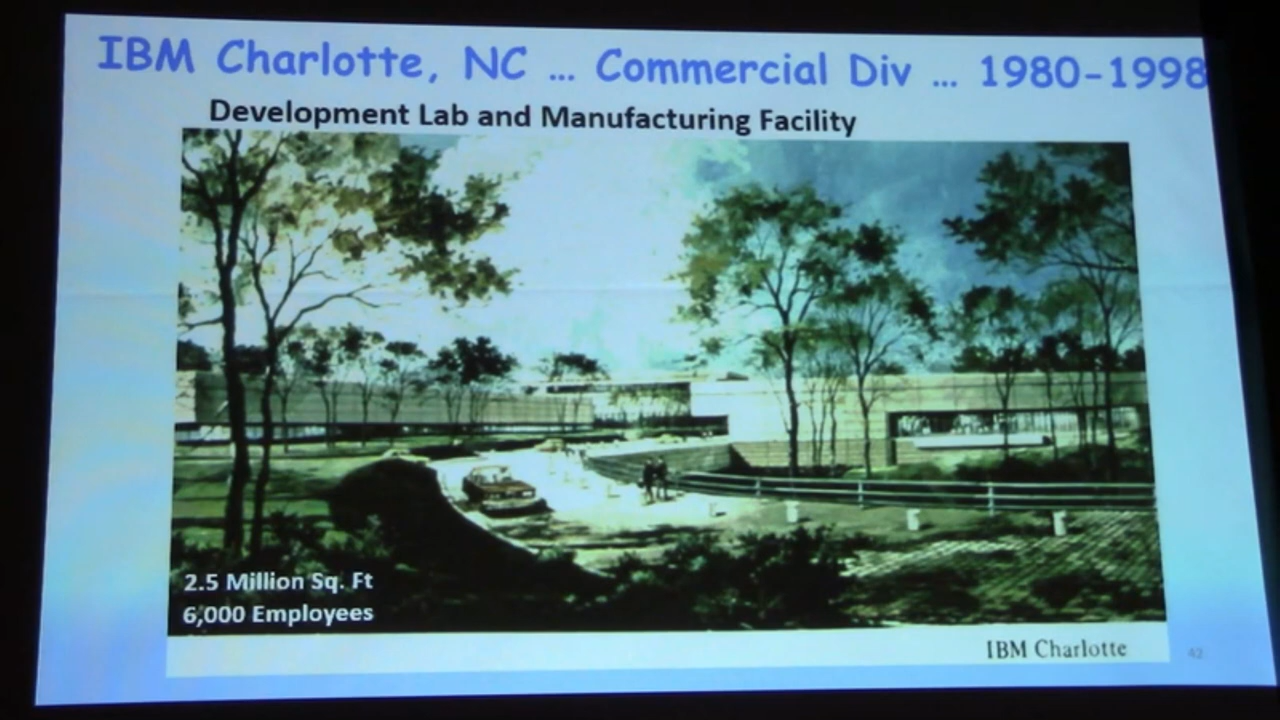 IBM Charlotte, NC ... Commercial Div ... 1980-1998
Development Lab and Manufacturing Facility
2.5 Million Sq. Ft
6,000 Employees
IBM Charlotte
42